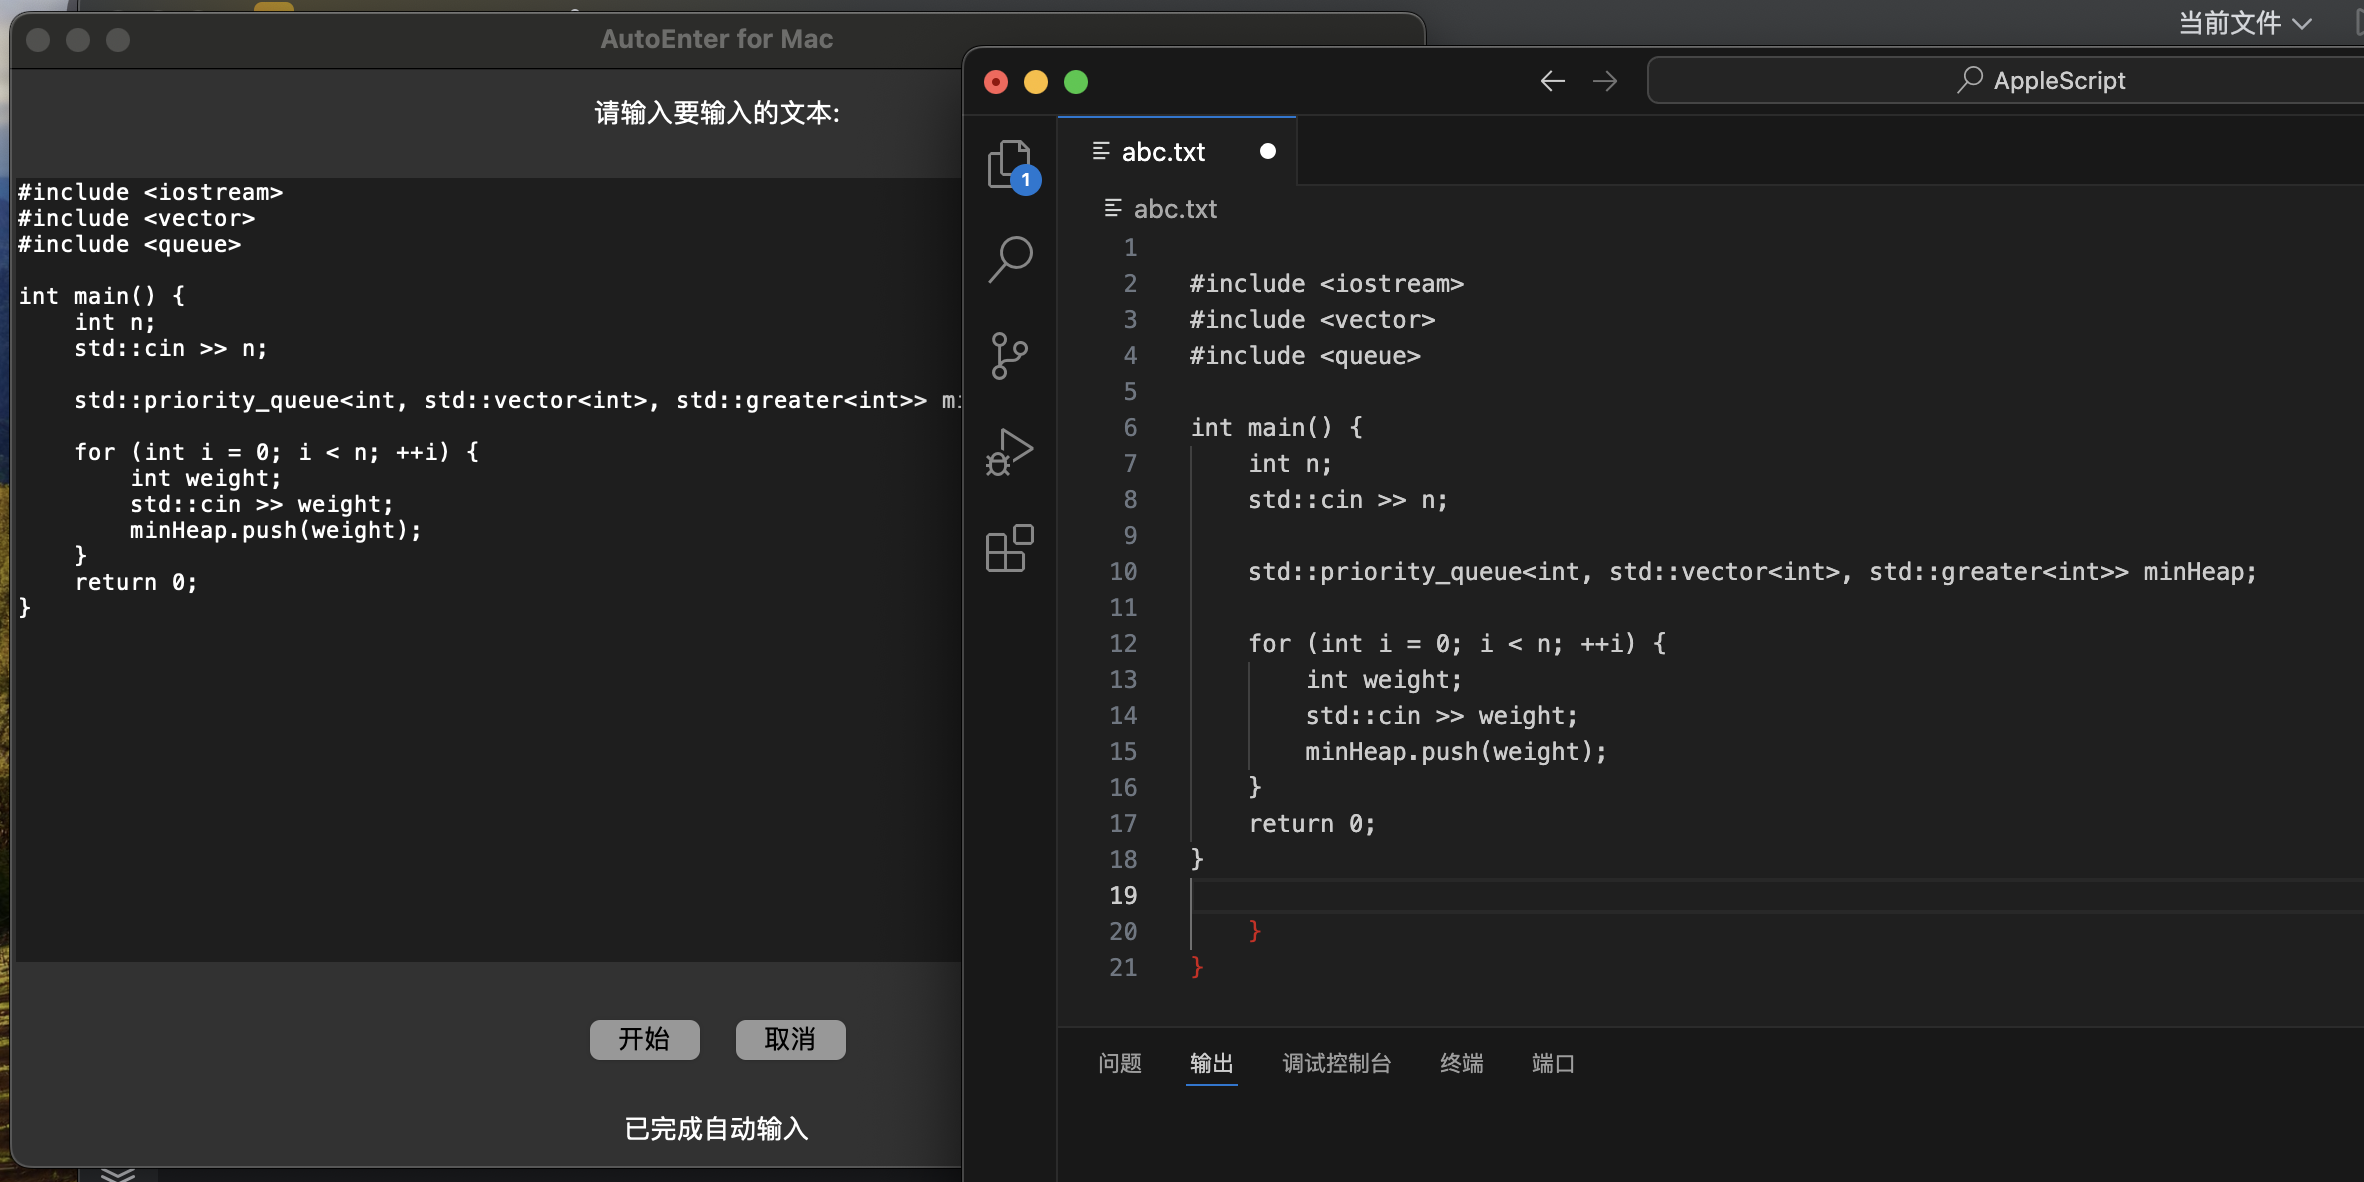 当前文件
AutoEnter for Mac
请输入要输入的文本:
#include <iostream>
#include <vector>
#include <queue>
int main() {
    int n;
    std::cin >> n;
    std::priority_queue<int, std::vector<int>, std::greater<int>> mi
    for (int i = 0; i < n; ++i) {
        int weight;
        std::cin >> weight;
        minHeap.push(weight);
    }
    return 0;
}
开始 取消
已完成自动输入
AppleScript
1
abc.txt
abc.txt
1
2 #include <iostream>
3 #include <vector>
4 #include <queue>
5
6 int main() {
7     int n;
8     std::cin >> n;
9
10     std::priority_queue<int, std::vector<int>, std::greater<int>> minHeap;
11
12     for (int i = 0; i < n; ++i) {
13         int weight;
14         std::cin >> weight;
15         minHeap.push(weight);
16     }
17     return 0;
18 }
19
20     }
21 }
问题 输出 调试控制台 终端 端口